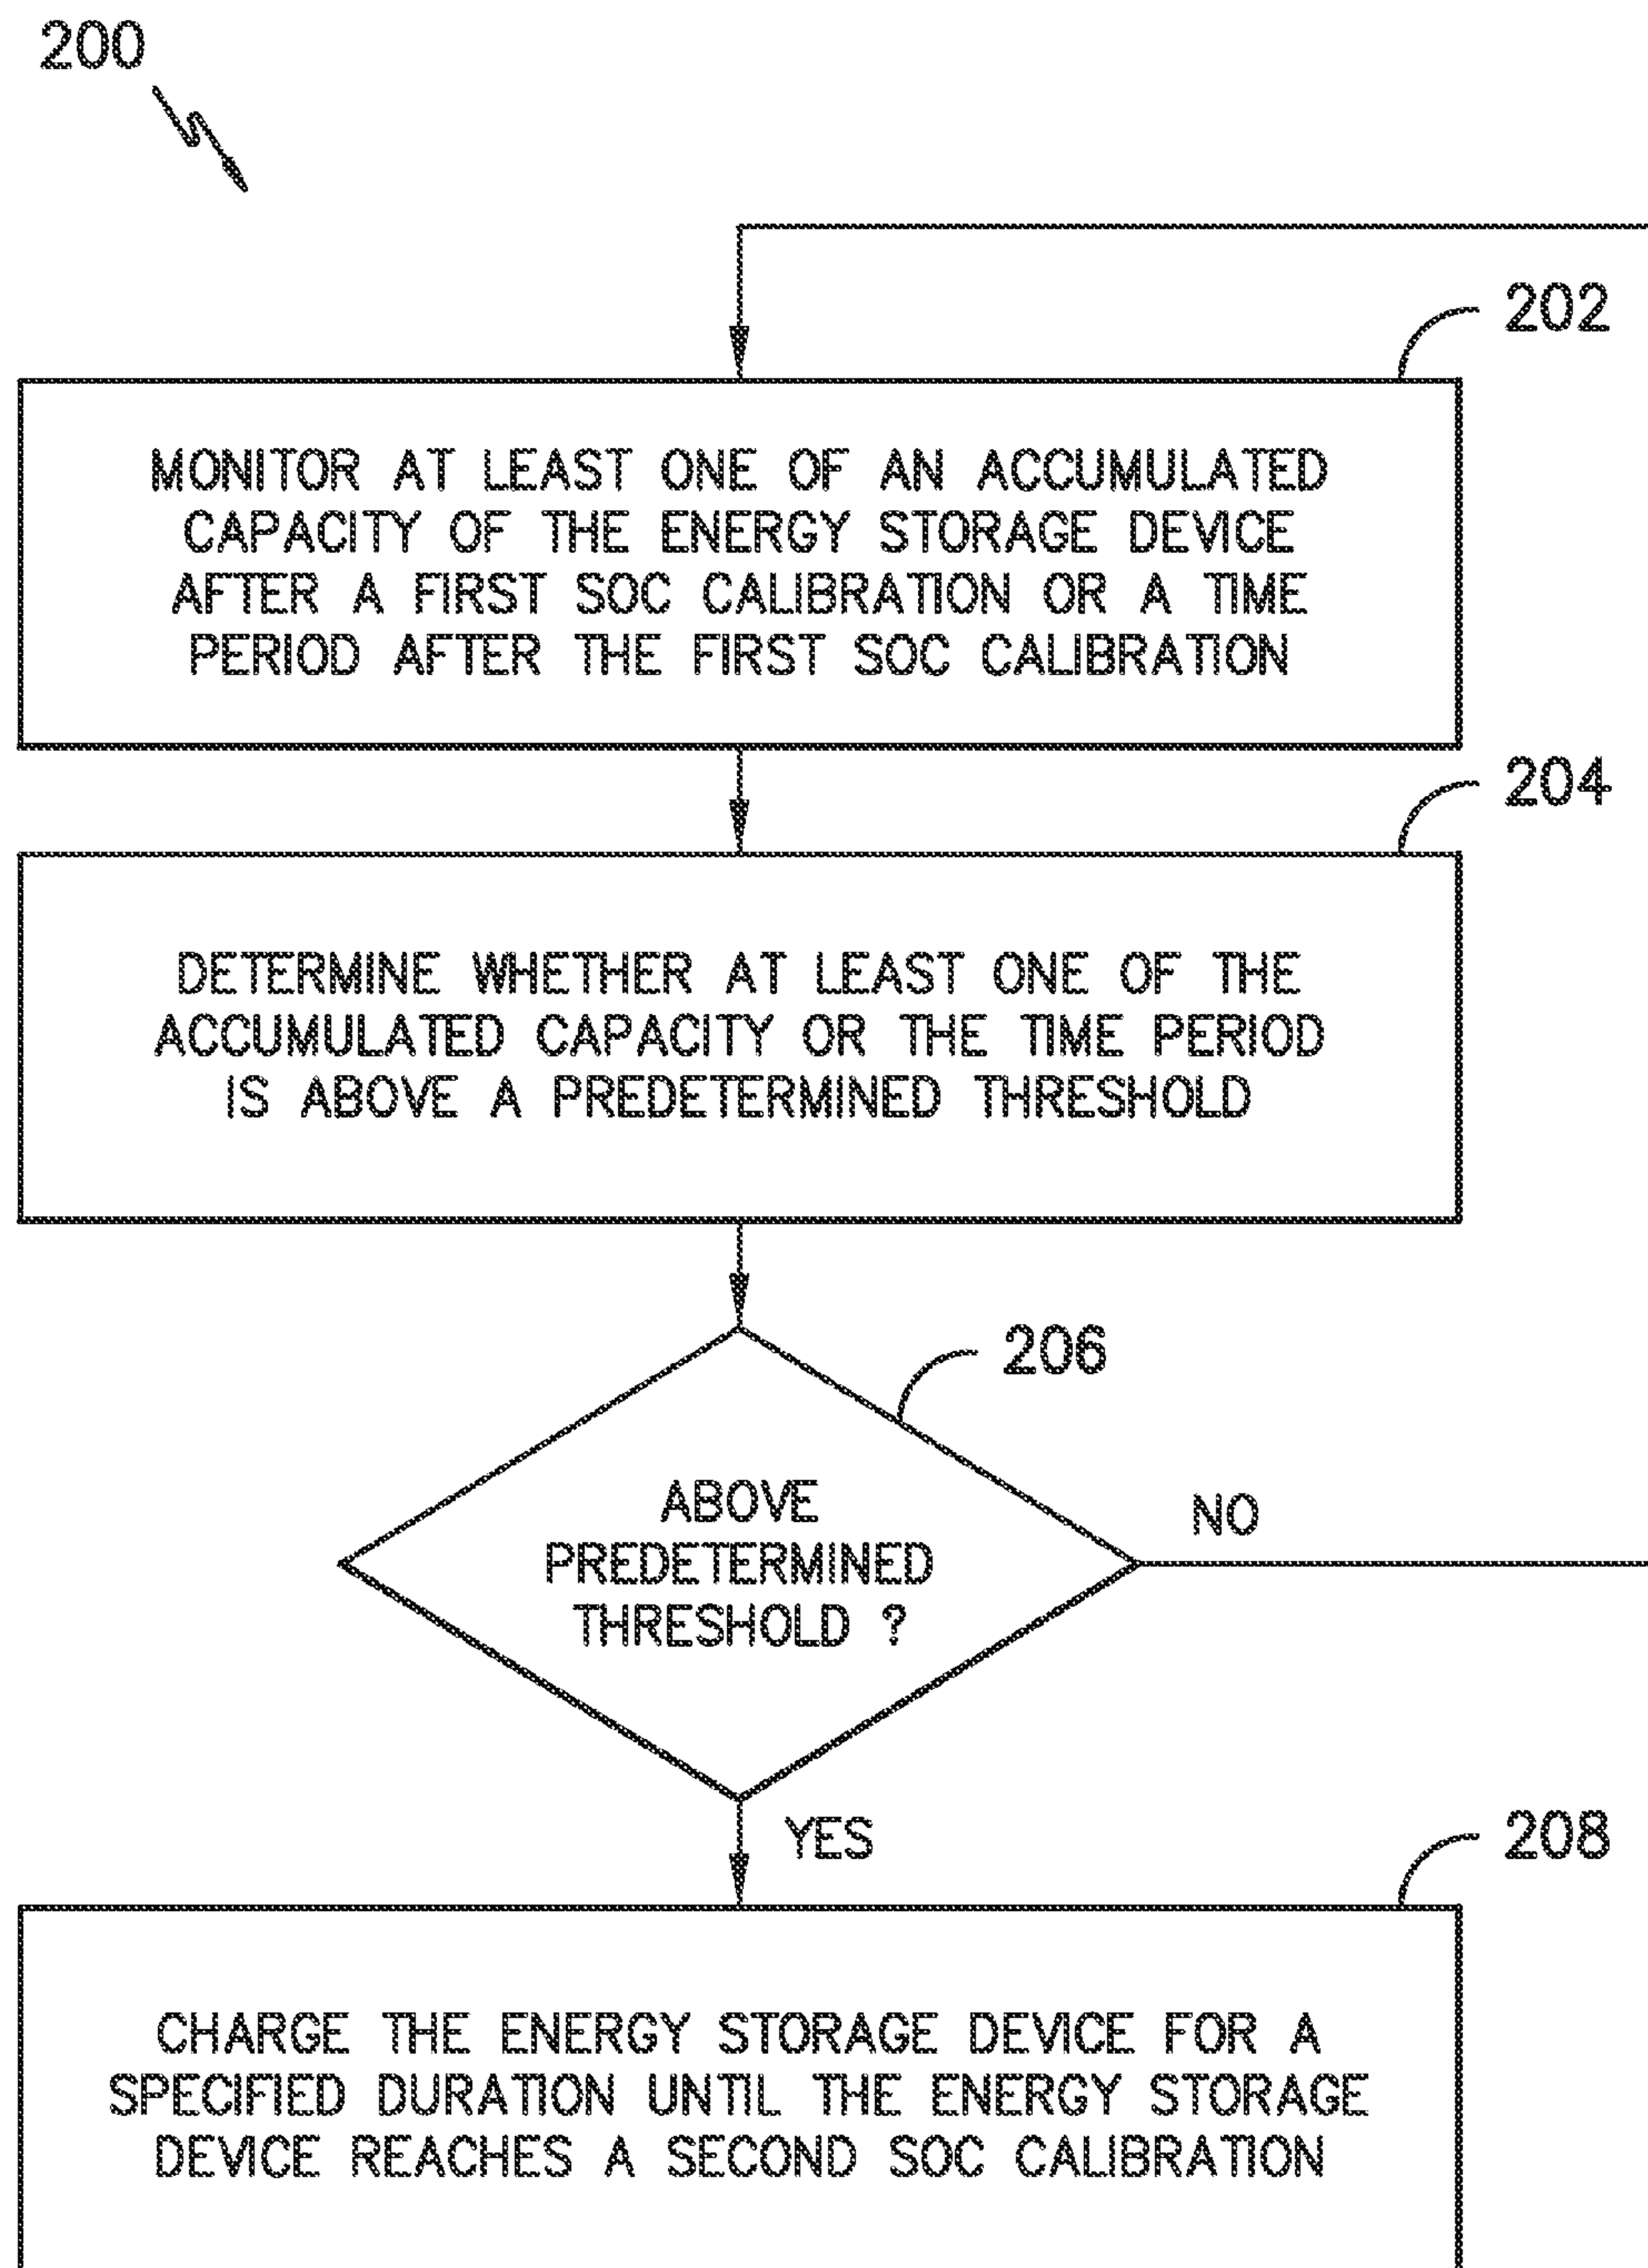 200
202
MONITOR AT LEAST ONE OF AN ACCUMULATED
CAPACITY OF THE ENERGY STORAGE DEVICE
AFTER A FIRST SOC CALIBRATION OR A TIME
PERIOD AFTER THE FIRST SOC CALIBRATION
204
DETERMINE WHETHER AT LEAST ONE OF THE
ACCUMULATED CAPACITY OR THE TIME PERIOD
IS ABOVE A PREDETERMINED THRESHOLD
206
ABOVE
PREDETERMINED
THRESHOLD ?
NO
YES
208
CHARGE THE ENERGY STORAGE DEVICE FOR A
SPECIFIED DURATION UNTIL THE ENERGY STORAGE
DEVICE REACHES A SECOND SOC CALIBRATION